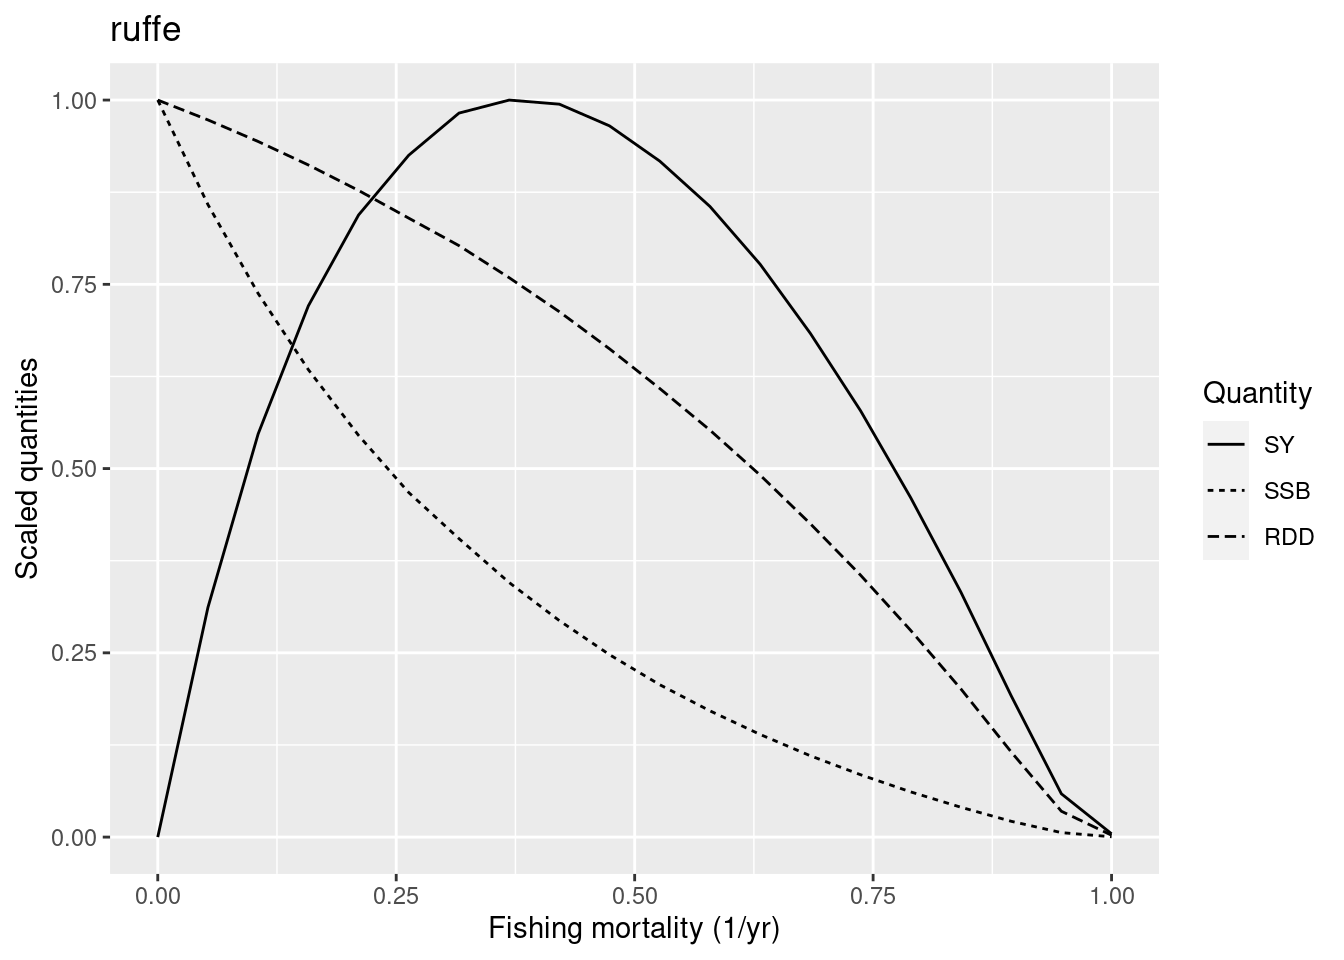 ruffe
Scaled quantities
1.00
0.75
0.50
0.25
0.00
0.00 0.25 0.50 0.75 1.00
Fishing mortality (1/yr)
Quantity
SY
SSB
RDD